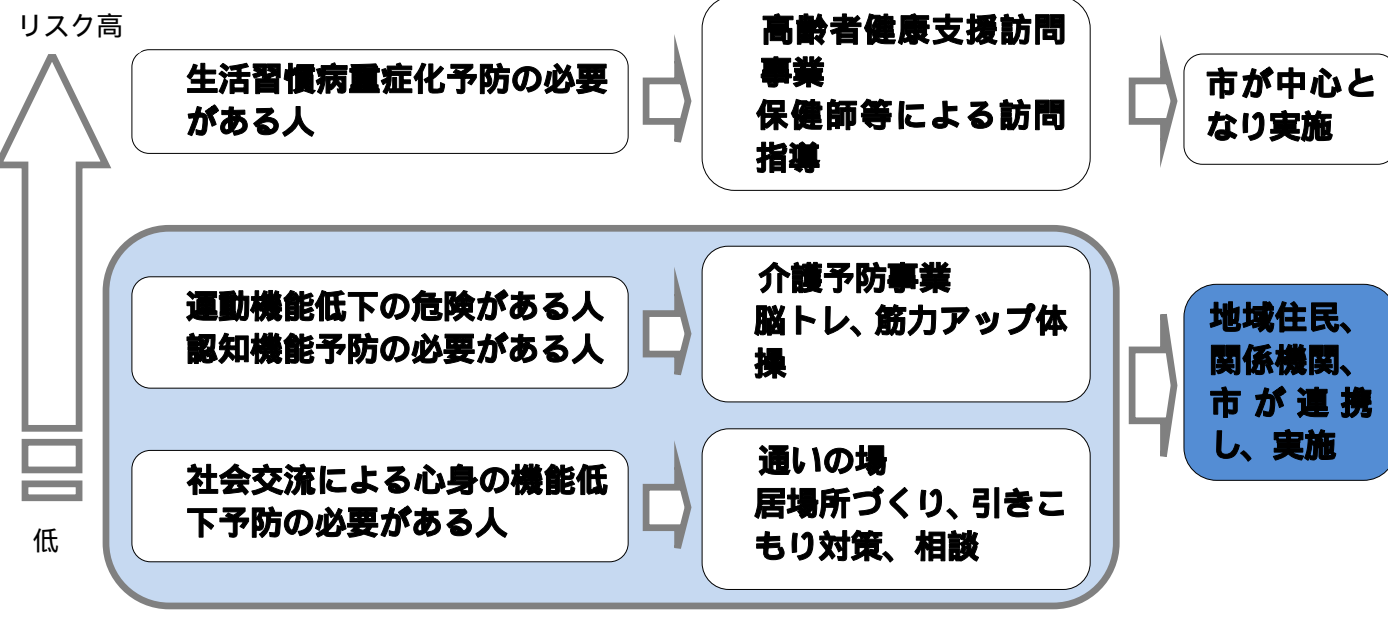 リスク高
生活習慣病重症化予防の必要
がある人
高齢者健康支援訪問
事業
保健師等による訪問
指導
市が中心と
なり実施
運動機能低下の危険がある人
認知機能予防の必要がある人
介護予防事業
脳トレ、筋力アップ体
操
地域住民、
関係機関、
市が連携
し、実施
社会交流による心身の機能低
下予防の必要がある人
通いの場
居場所づくり、引きこ
もり対策、相談
低